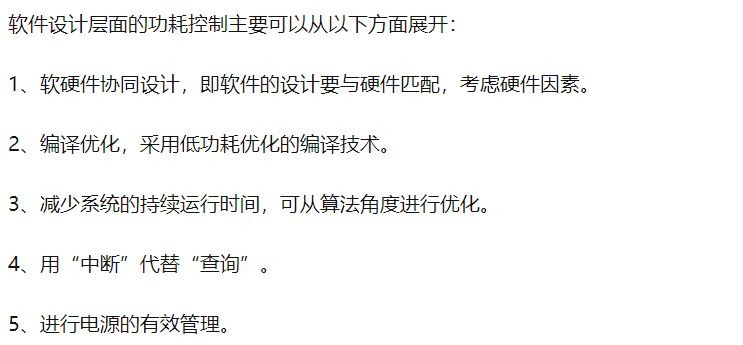 软件设计层面的功耗控制主要可以从以下方面展开：
1、软硬件协同设计，即软件的设计要与硬件匹配，考虑硬件因素。
2、编译优化，采用低功耗优化的编译技术。
3、减少系统的持续运行时间，可从算法角度进行优化。
4、用“中断”代替“查询”。
5、进行电源的有效管理。